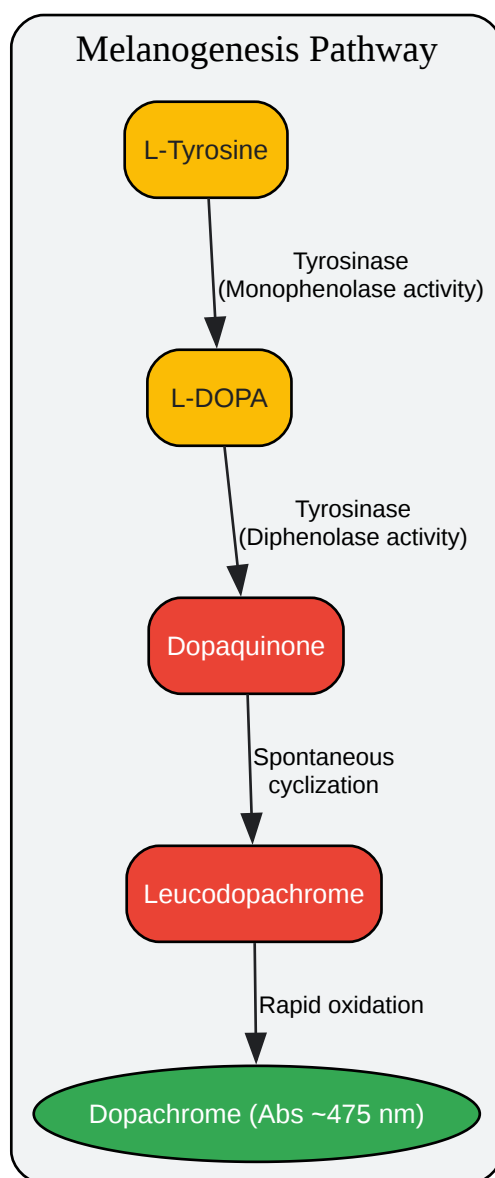 Melanogenesis Pathway
L-Tyrosine
Tyrosinase
(Monophenolase activity)
L-DOPA
Tyrosinase
(Diphenolase activity)
Dopaquinone
Spontaneous
cyclization
Leucodopachrome
Rapid oxidation
Dopachrome (Abs ~475 nm)